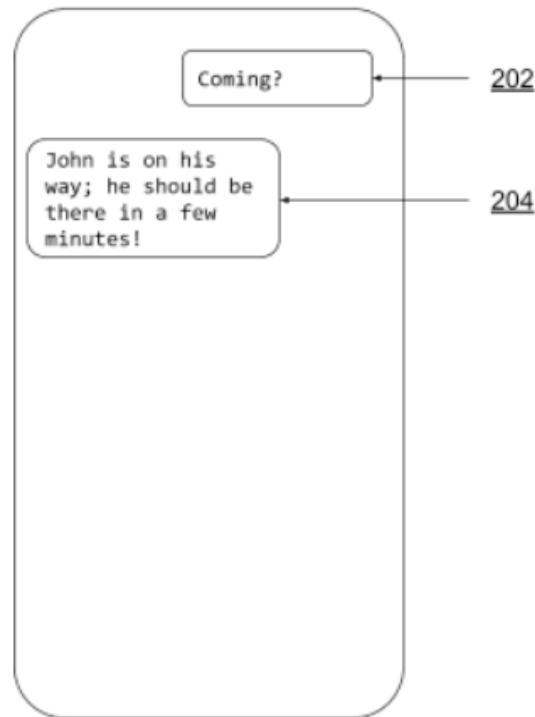 Coming?
202
John is on his
way; he should be
there in a few
minutes!
204